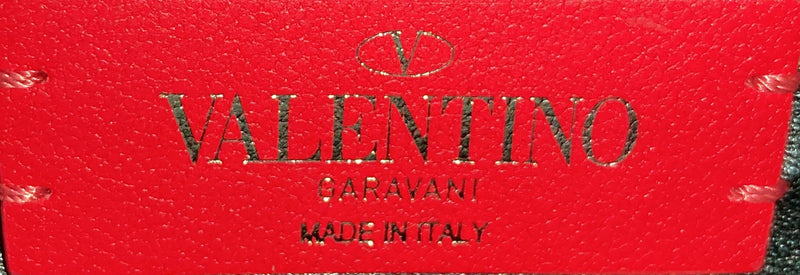 V
VALENTINO
GARAVANI
MADE IN ITALY